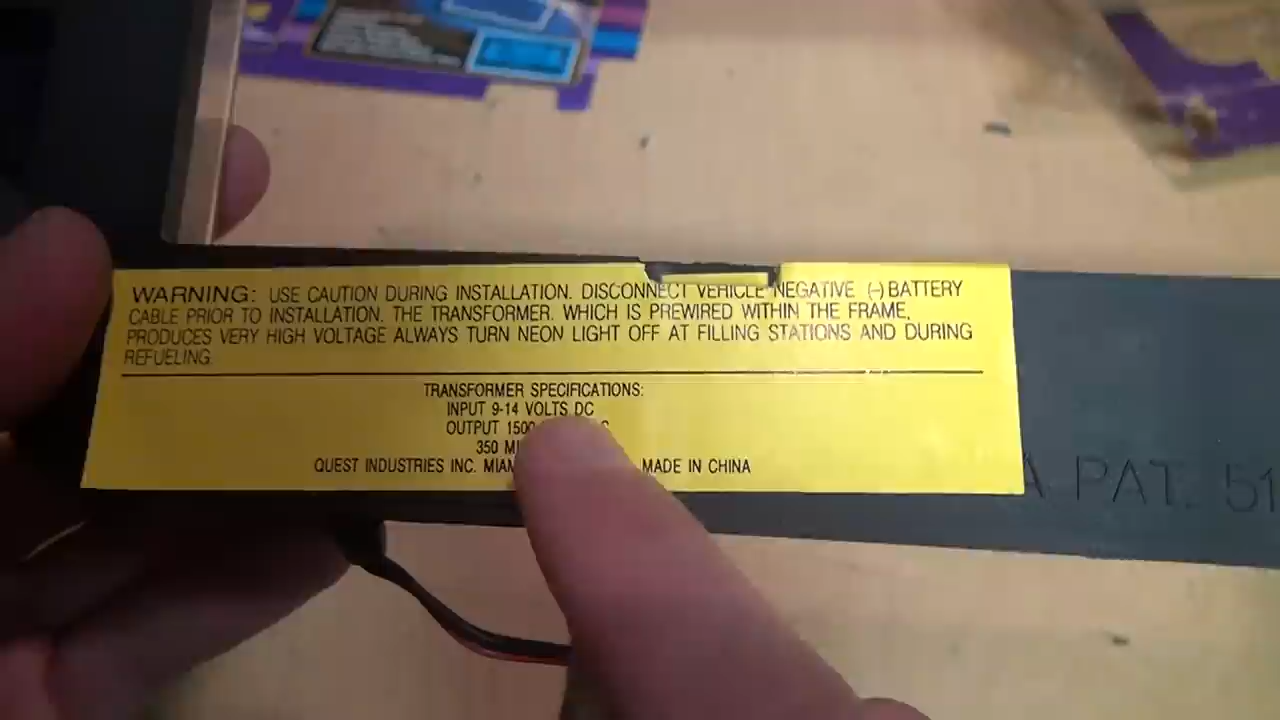 WARNING: USE CAUTION DURING INSTALLATION. DISCONNECT VEHICLE NEGATIVE (-) BATTERY
CABLE PRIOR TO INSTALLATION. THE TRANSFORMER. WHICH IS PREWIRED WITHIN THE FRAME,
PRODUCES VERY HIGH VOLTAGE ALWAYS TURN NEON LIGHT OFF AT FILLING STATIONS AND DURING
REFUELING
TRANSFORMER SPECIFICATIONS:
INPUT 9-14 VOLTS DC
OUTPUT 1500
350
QUEST INDUSTRIES INC. MADE IN CHINA
PAT. 51